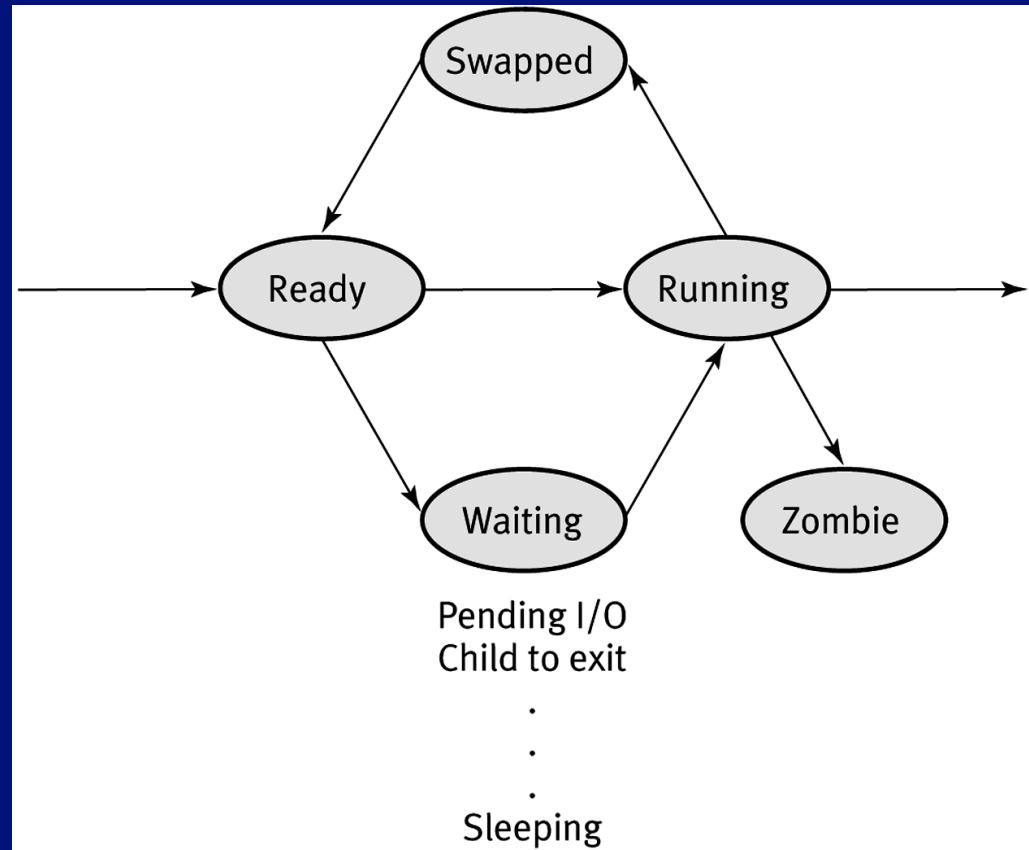 Swapped
Ready
Running
Waiting
Zombie
Pending I/O
Child to exit
.
.
.
Sleeping